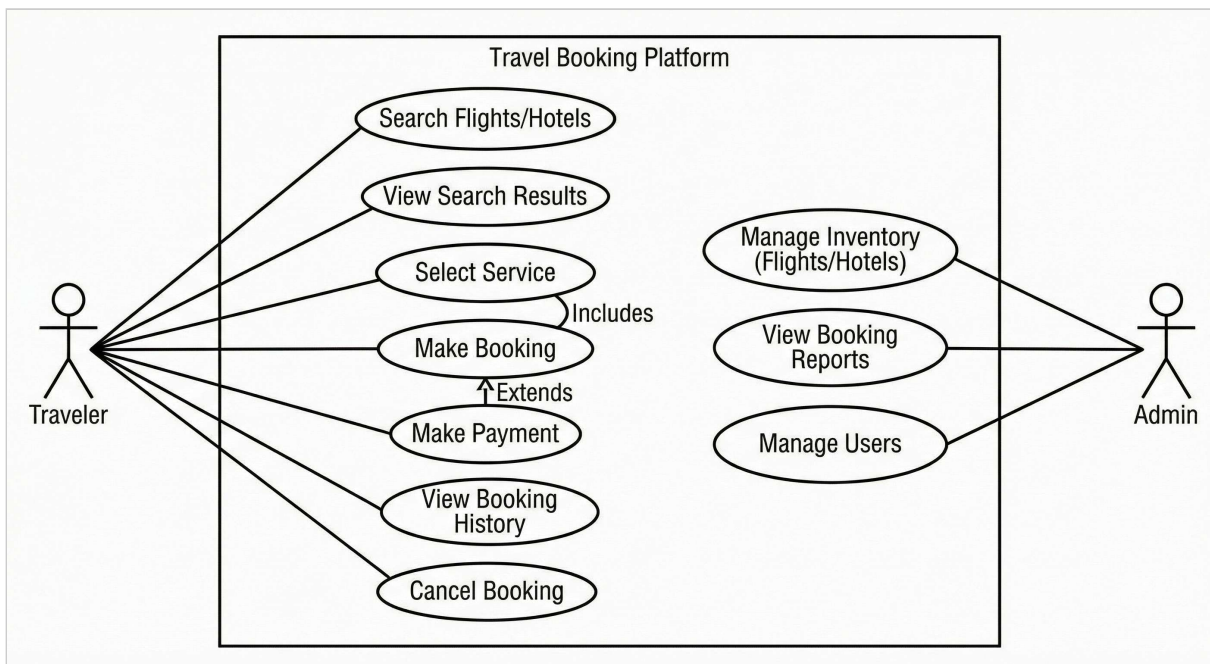 Travel Booking Platform
Search Flights/Hotels
View Search Results
Select Service
Includes
Make Booking
Extends
Make Payment
View Booking
History
Cancel Booking
Manage Inventory
(Flights/Hotels)
View Booking
Reports
Manage Users
Traveler
Admin